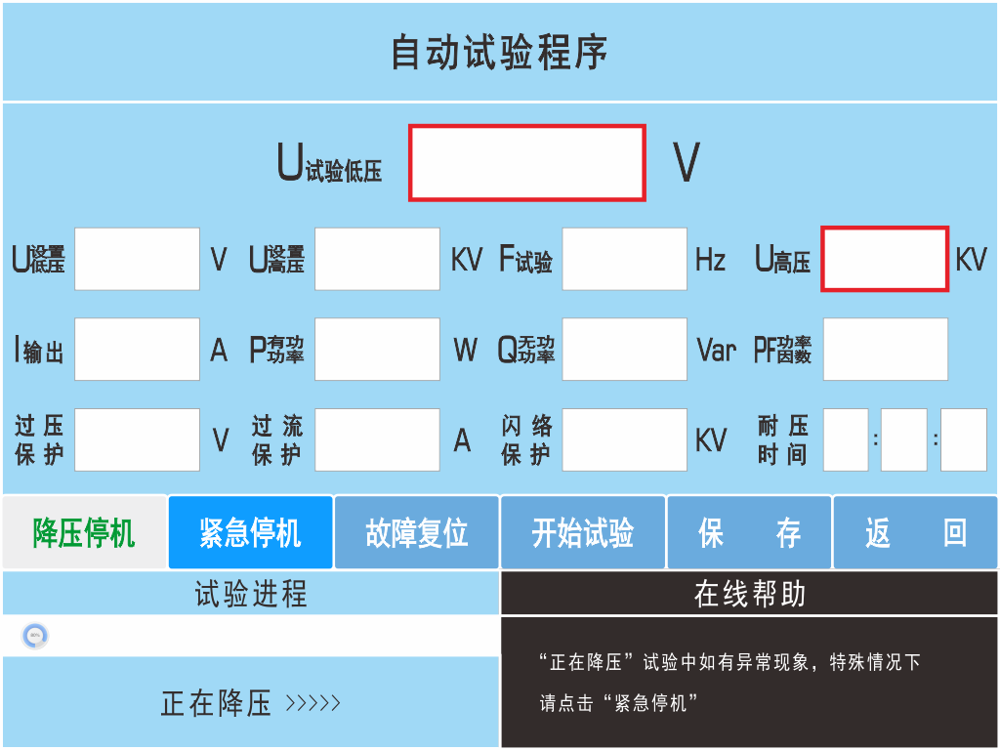 自动试验程序
U试验低压 V
U设置低压 V U设置高压 KV F试验 Hz U高压 KV
I输出 A P有功功率 W Q无功功率 Var PF功率因数
过压保护 V 过流保护 A 闪络保护 KV 耐压时间 : :
降压停机 紧急停机 故障复位 开始试验 保存 返回
试验进程 在线帮助
“正在降压”试验中如有异常现象，特殊情况下
请点击“紧急停机”
正在降压 >>>>>